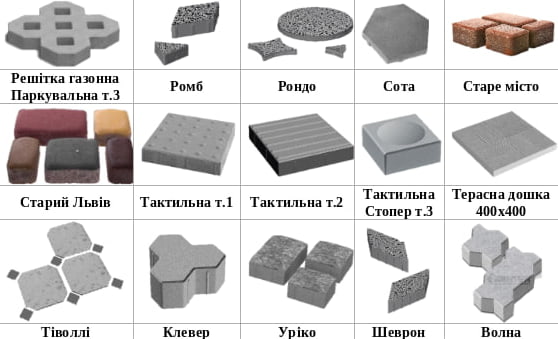 Решітка газонна
Паркувальна т.3
Ромб
Рондо
Сота
Старе місто
Старий Львів
Тактильна т.1
Тактильна т.2
Тактильна
Стопер т.3
Терасна дошка
400х400
Тіволлі
Клевер
Уріко
Шеврон
Волна